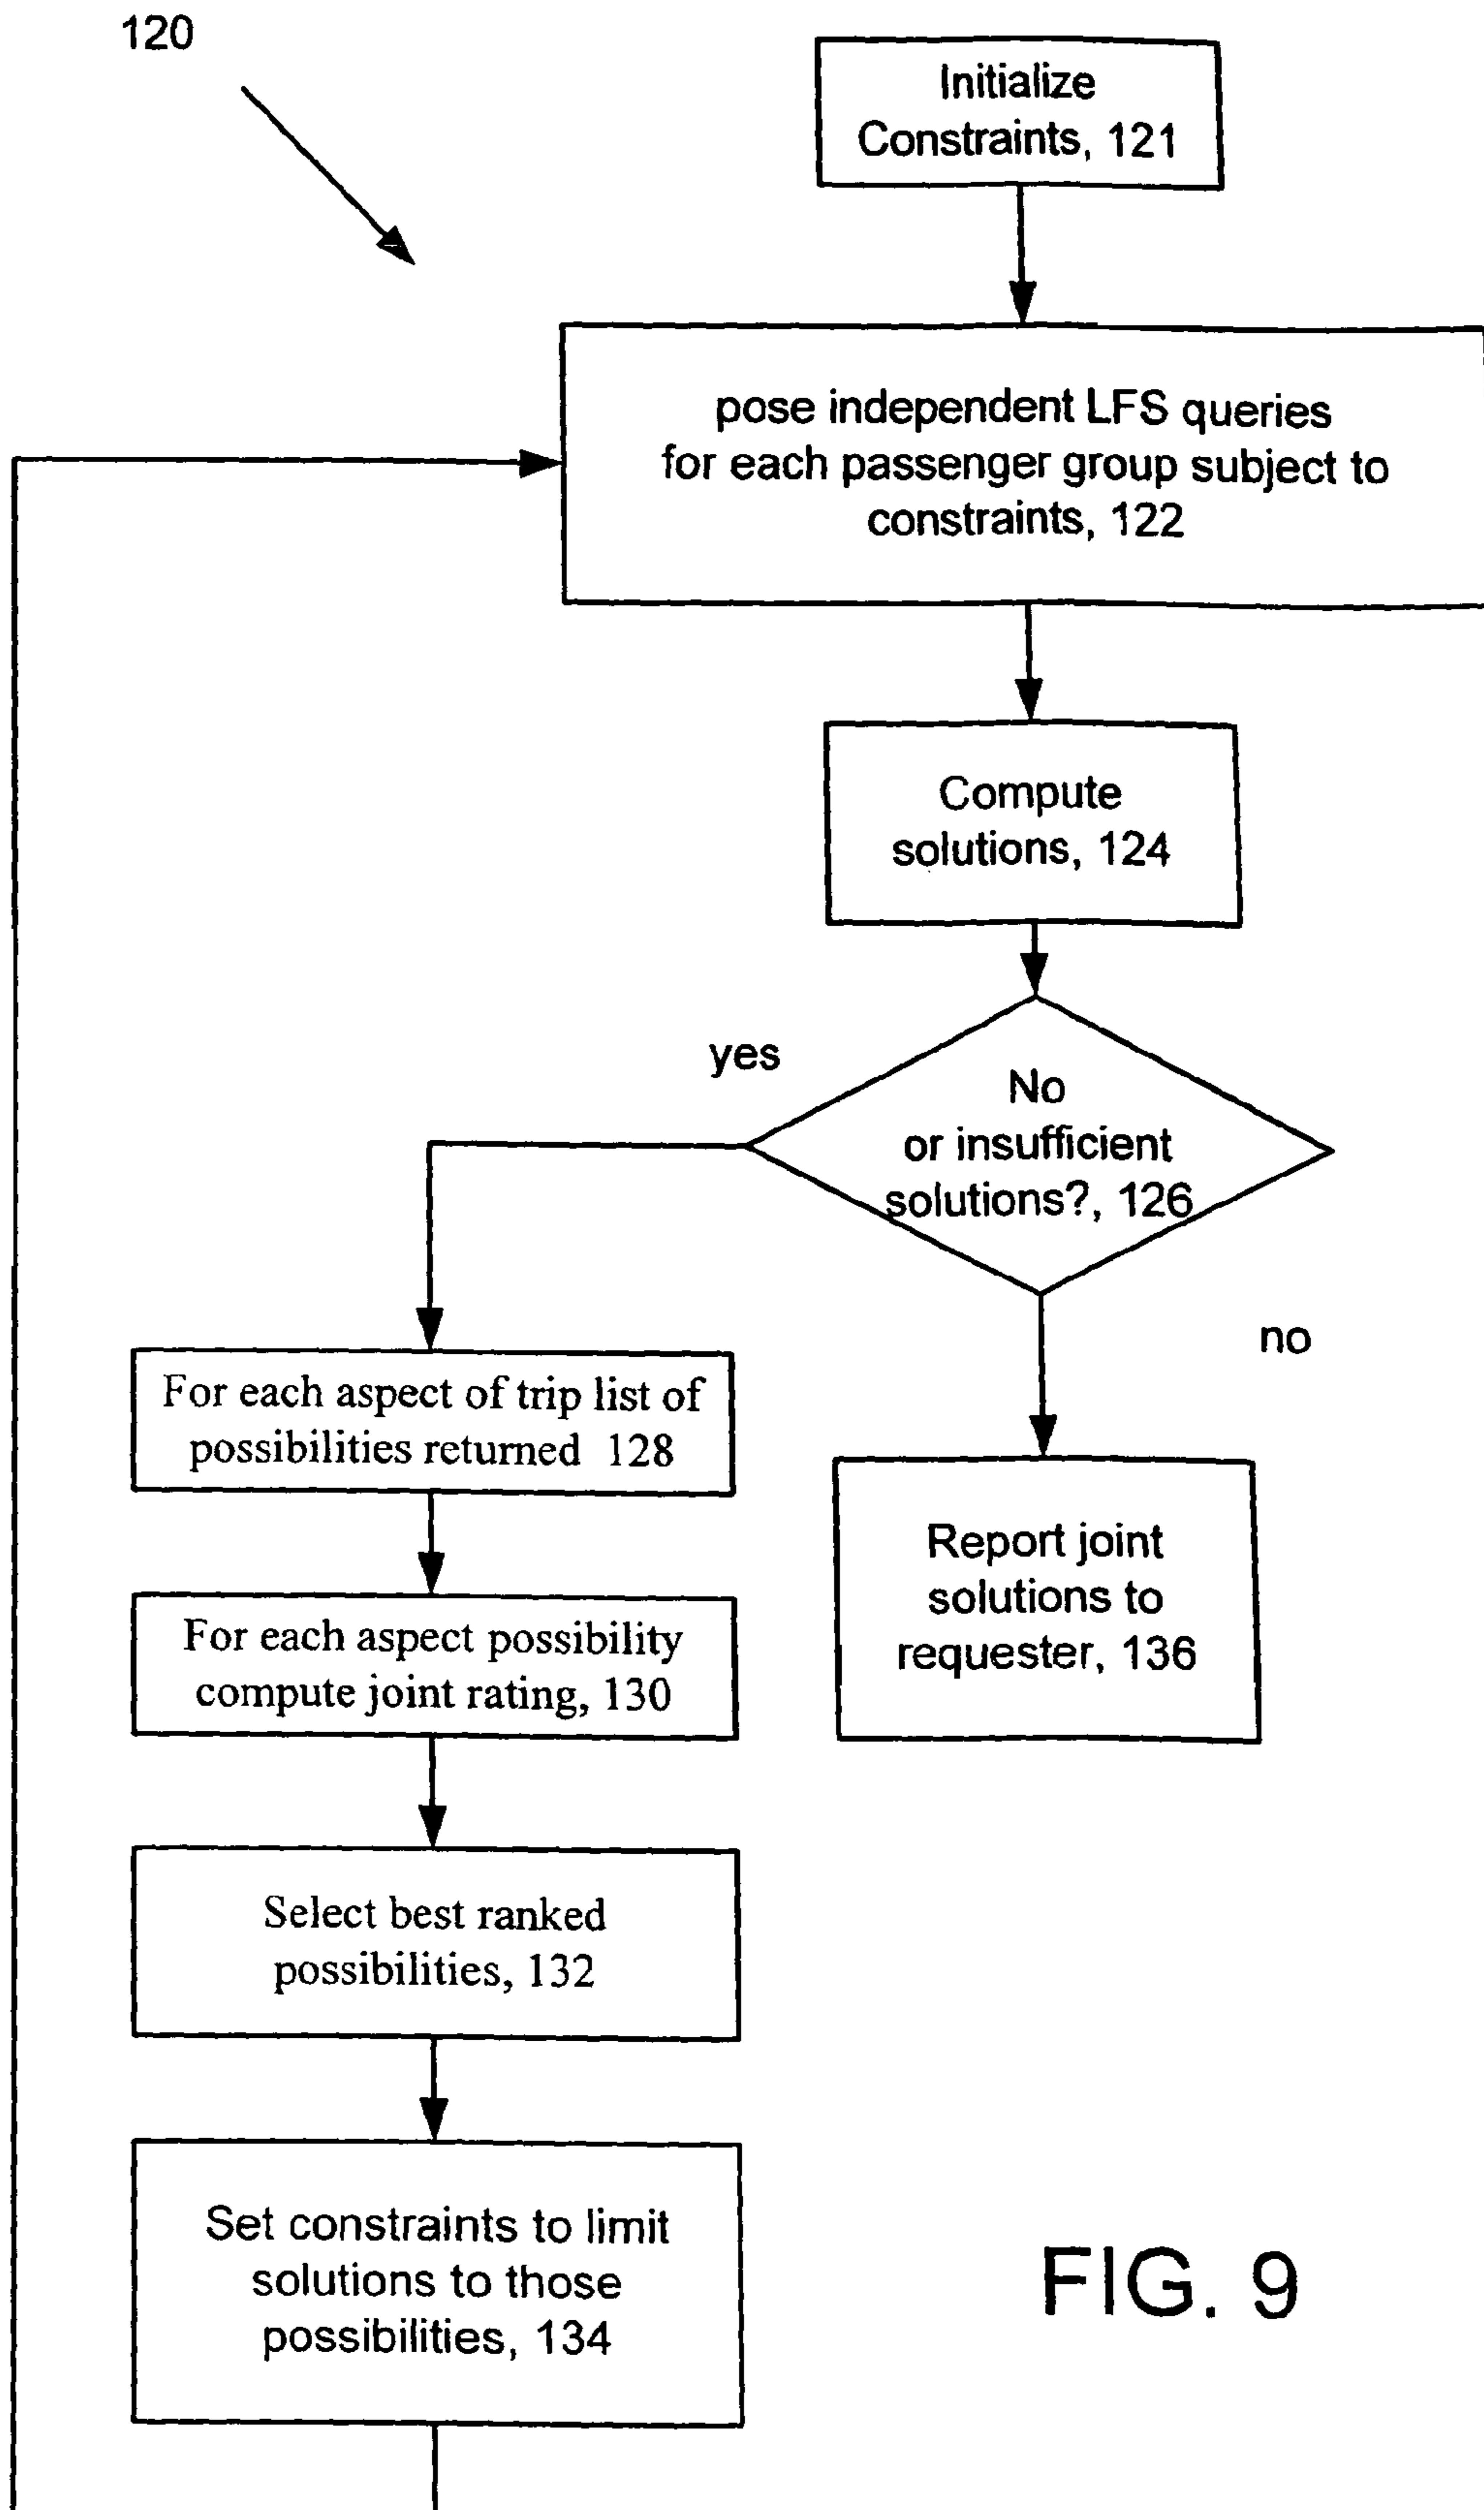 120
Initialize
Constraints, 121
pose independent LFS queries
for each passenger group subject to
constraints, 122
Compute
solutions, 124
yes
No
or insufficient
solutions?, 126
no
For each aspect of trip list of
possibilities returned 128
Report joint
solutions to
requester, 136
For each aspect possibility
compute joint rating, 130
Select best ranked
possibilities, 132
Set constraints to limit
solutions to those
possibilities, 134
FIG. 9